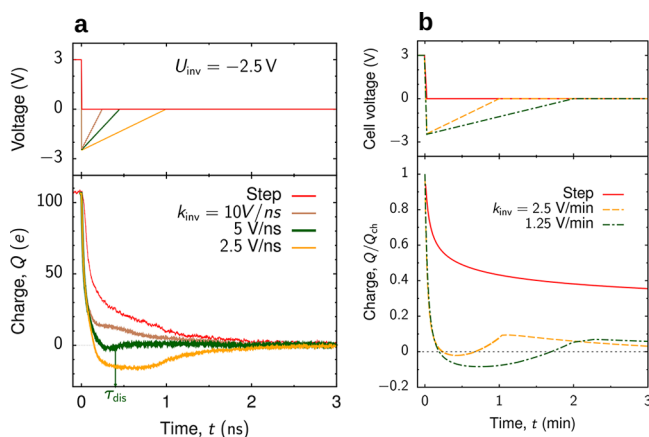 a
3
0
−3
Voltage (V)
U_inv = −2.5 V
100
50
0
Charge, Q (e)
Step
k_inv = 10V/ns
5 V/ns
2.5 V/ns
τ_dis
0
1
2
3
Time, t (ns)
b
3
0
−3
Cell voltage (V)
1
0.8
0.6
0.4
0.2
0
−0.2
Charge, Q/Q_ch
Step
k_inv = 2.5 V/min
1.25 V/min
0
1
2
3
Time, t (min)